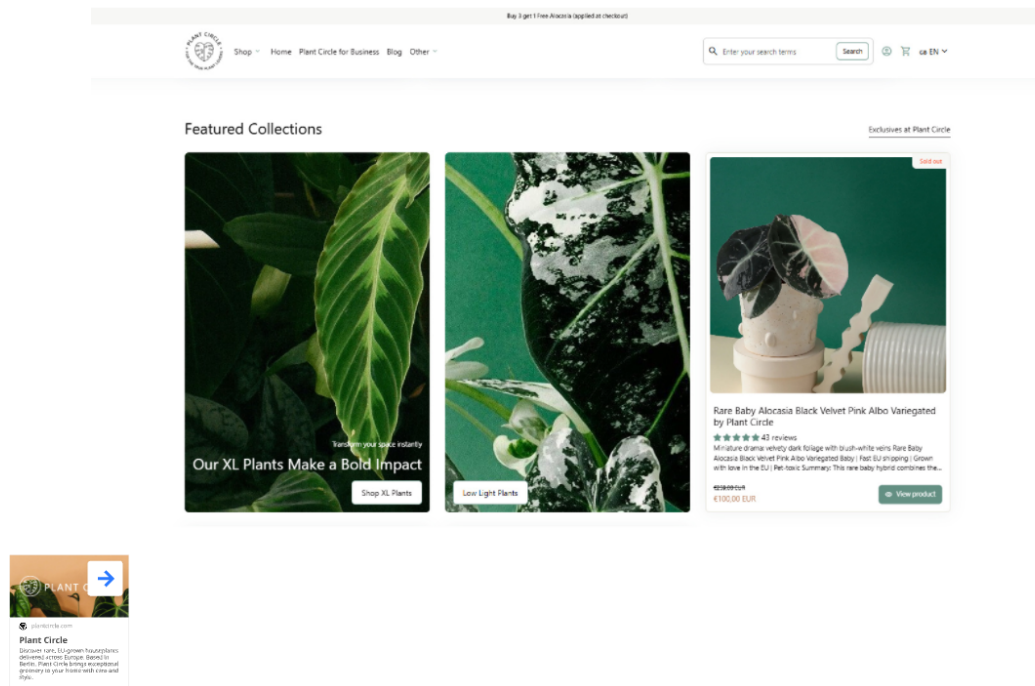 Buy 3 get 1 Free Alocasia (applied at checkout)
PLANT CIRCLE
Shop Home Plant Circle for Business Blog Other
Enter your search terms Search GB EN
Featured Collections
Exclusives at Plant Circle
Transform your space instantly
Our XL Plants Make a Bold Impact
Shop XL Plants
Low Light Plants
Sold out
Rare Baby Alocasia Black Velvet Pink Albo Variegated
by Plant Circle
43 reviews
Miniature drama: velvety dark foliage with blush-white veins Rare Baby
Alocasia Black Velvet Pink Albo Variegated Baby | Fast EU shipping | Grown
with love in the EU | Pet-toxic Summary: This rare baby hybrid combines the...
€100,00 EUR
View product
PLANT C
plantcircle.com
Plant Circle
Discover rare, EU-grown houseplants
delivered across Europe. Based in
Berlin, Plant Circle brings exceptional
greenery to your home with care and
style.